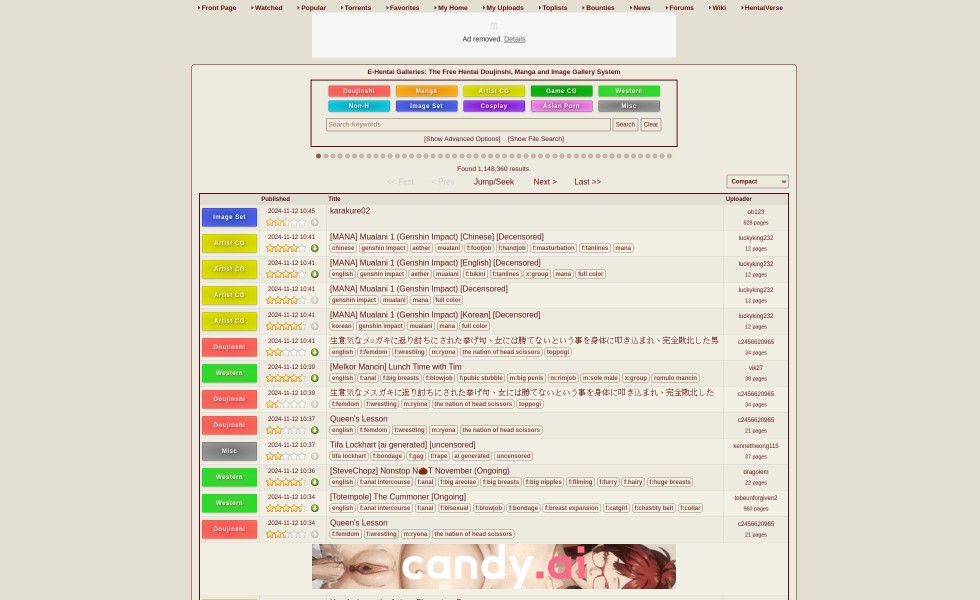 Front Page Watched Popular Torrents Favorites My Home My Uploads Toplists Bounties News Forums Wiki HentaiVerse
Ad removed. Details
E-Hentai Galleries: The Free Hentai Doujinshi, Manga and Image Gallery System
Doujinshi Manga Artist CG Game CG Western
Non-H Image Set Cosplay Asian Porn Misc
Search Keywords Search Clear
[Show Advanced Options] [Show File Search]
Found 1,148,360 results.
<< First < Prev Jump/Seek Next > Last >> Compact
Published Title Uploader
Image Set 2024-11-12 10:45 karakure02 ob123
828 pages
Artist CG 2024-11-12 10:41 [MANA] Mualani 1 (Genshin Impact) [Chinese] [Decensored] luckyking232
chinese genshin impact aether mualani f:footjob f:handjob f:masturbation f:tanlines mana 12 pages
Artist CG 2024-11-12 10:41 [MANA] Mualani 1 (Genshin Impact) [English] [Decensored] luckyking232
english genshin impact aether mualani f:bikini f:tanlines x:group mana full color 12 pages
Artist CG 2024-11-12 10:41 [MANA] Mualani 1 (Genshin Impact) [Decensored] luckyking232
genshin impact mualani mana full color 12 pages
Artist CG 2024-11-12 10:41 [MANA] Mualani 1 (Genshin Impact) [Korean] [Decensored] luckyking232
korean genshin impact mualani mana full color 12 pages
Doujinshi 2024-11-12 10:41 生意気なメ○ガキに返り討ちにされた挙げ句、女には勝てないという事を身体に叩き込まれ、完全敗北した男 c2456620965
english f:femdom f:wrestling m:ryona the nation of head scissors toppogi 34 pages
Western 2024-11-12 10:39 [Melkor Mancin] Lunch Time with Tim vik27
english f:anal f:big breasts f:blowjob f:pubic stubble m:big penis m:rimjob m:sole male x:group romulo mancin 38 pages
Doujinshi 2024-11-12 10:39 生意気なメスガキに返り討ちにされた挙げ句、女には勝てないという事を身体に叩き込まれ、完全敗北した c2456620965
f:femdom f:wrestling m:ryona the nation of head scissors toppogi 34 pages
Doujinshi 2024-11-12 10:37 Queen's Lesson c2456620965
english f:femdom f:wrestling m:ryona the nation of head scissors 21 pages
Misc 2024-11-12 10:37 Tifa Lockhart [ai generated] [uncensored] kennethwong115
tifa lockhart f:bondage f:gag f:rape ai generated uncensored 37 pages
Western 2024-11-12 10:36 [SteveChopz] Nonstop N🌰T November (Ongoing) dragolem
english f:anal intercourse f:anal f:big areolae f:big breasts f:big nipples f:filming f:furry f:hairy f:huge breasts 22 pages
Western 2024-11-12 10:34 [Totempole] The Cummoner [Ongoing] tobeunforgiven2
english f:anal intercourse f:anal f:bisexual f:blowjob f:bondage f:breast expansion f:catgirl f:chastity belt f:collar 960 pages
Doujinshi 2024-11-12 10:34 Queen's Lesson c2456620965
f:femdom f:wrestling m:ryona the nation of head scissors 21 pages
candy.ai